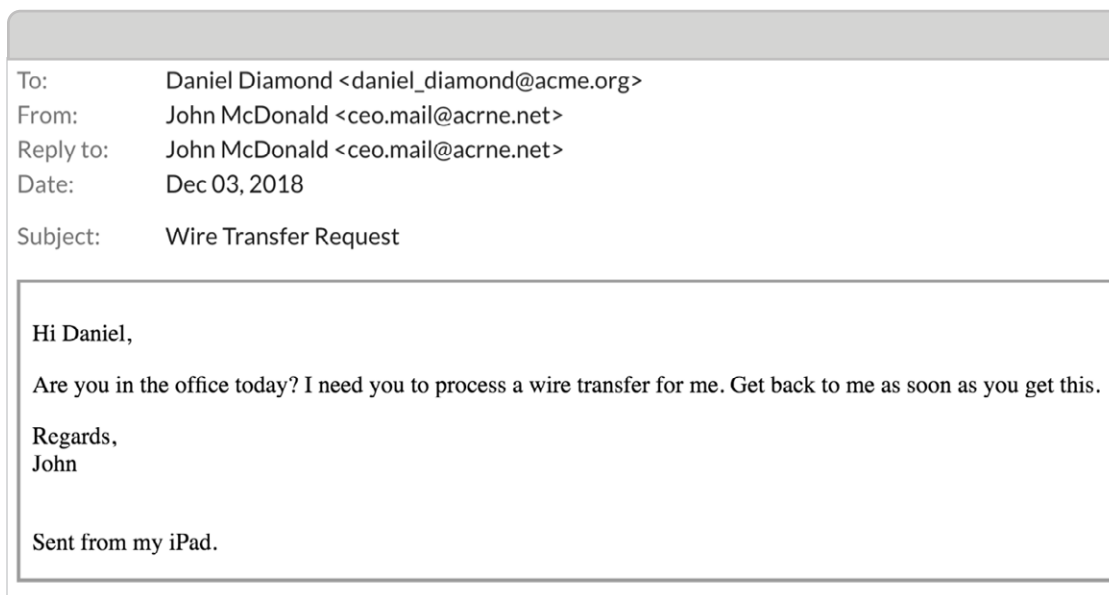 To: Daniel Diamond <daniel_diamond@acme.org>
From: John McDonald <ceo.mail@acrne.net>
Reply to: John McDonald <ceo.mail@acrne.net>
Date: Dec 03, 2018
Subject: Wire Transfer Request
Hi Daniel,
Are you in the office today? I need you to process a wire transfer for me. Get back to me as soon as you get this.
Regards,
John
Sent from my iPad.